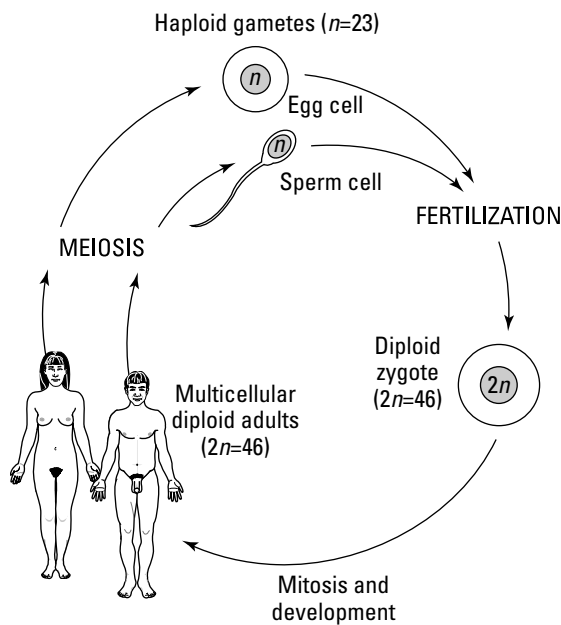 Haploid gametes (n=23)
n
Egg cell
n
Sperm cell
MEIOSIS
FERTILIZATION
Diploid
zygote
(2n=46)
2n
Multicellular
diploid adults
(2n=46)
Mitosis and
development